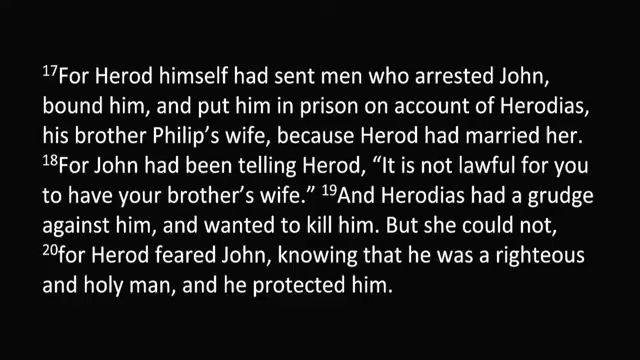 ¹⁷For Herod himself had sent men who arrested John,
bound him, and put him in prison on account of Herodias,
his brother Philip’s wife, because Herod had married her.
¹⁸For John had been telling Herod, “It is not lawful for you
to have your brother’s wife.” ¹⁹And Herodias had a grudge
against him, and wanted to kill him. But she could not,
²⁰for Herod feared John, knowing that he was a righteous
and holy man, and he protected him.